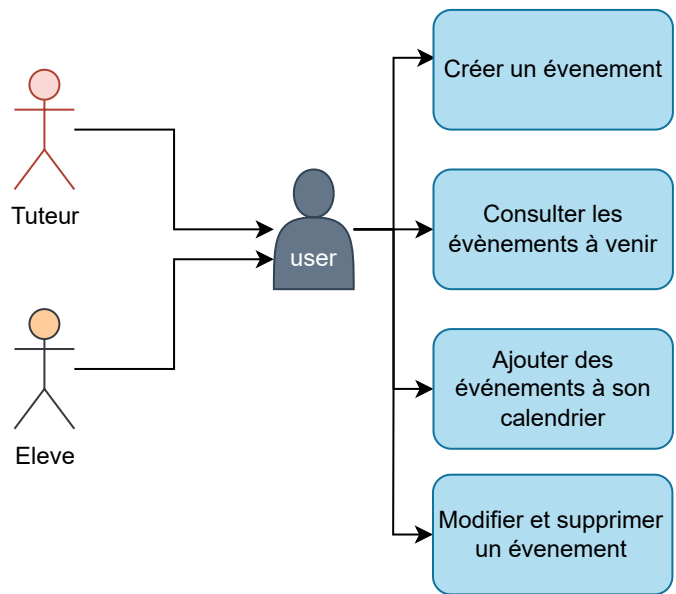 Créer un évenement
Tuteur
Consulter les
évènements à venir
user
Ajouter des
événements à son
calendrier
Eleve
Modifier et supprimer
un évenement